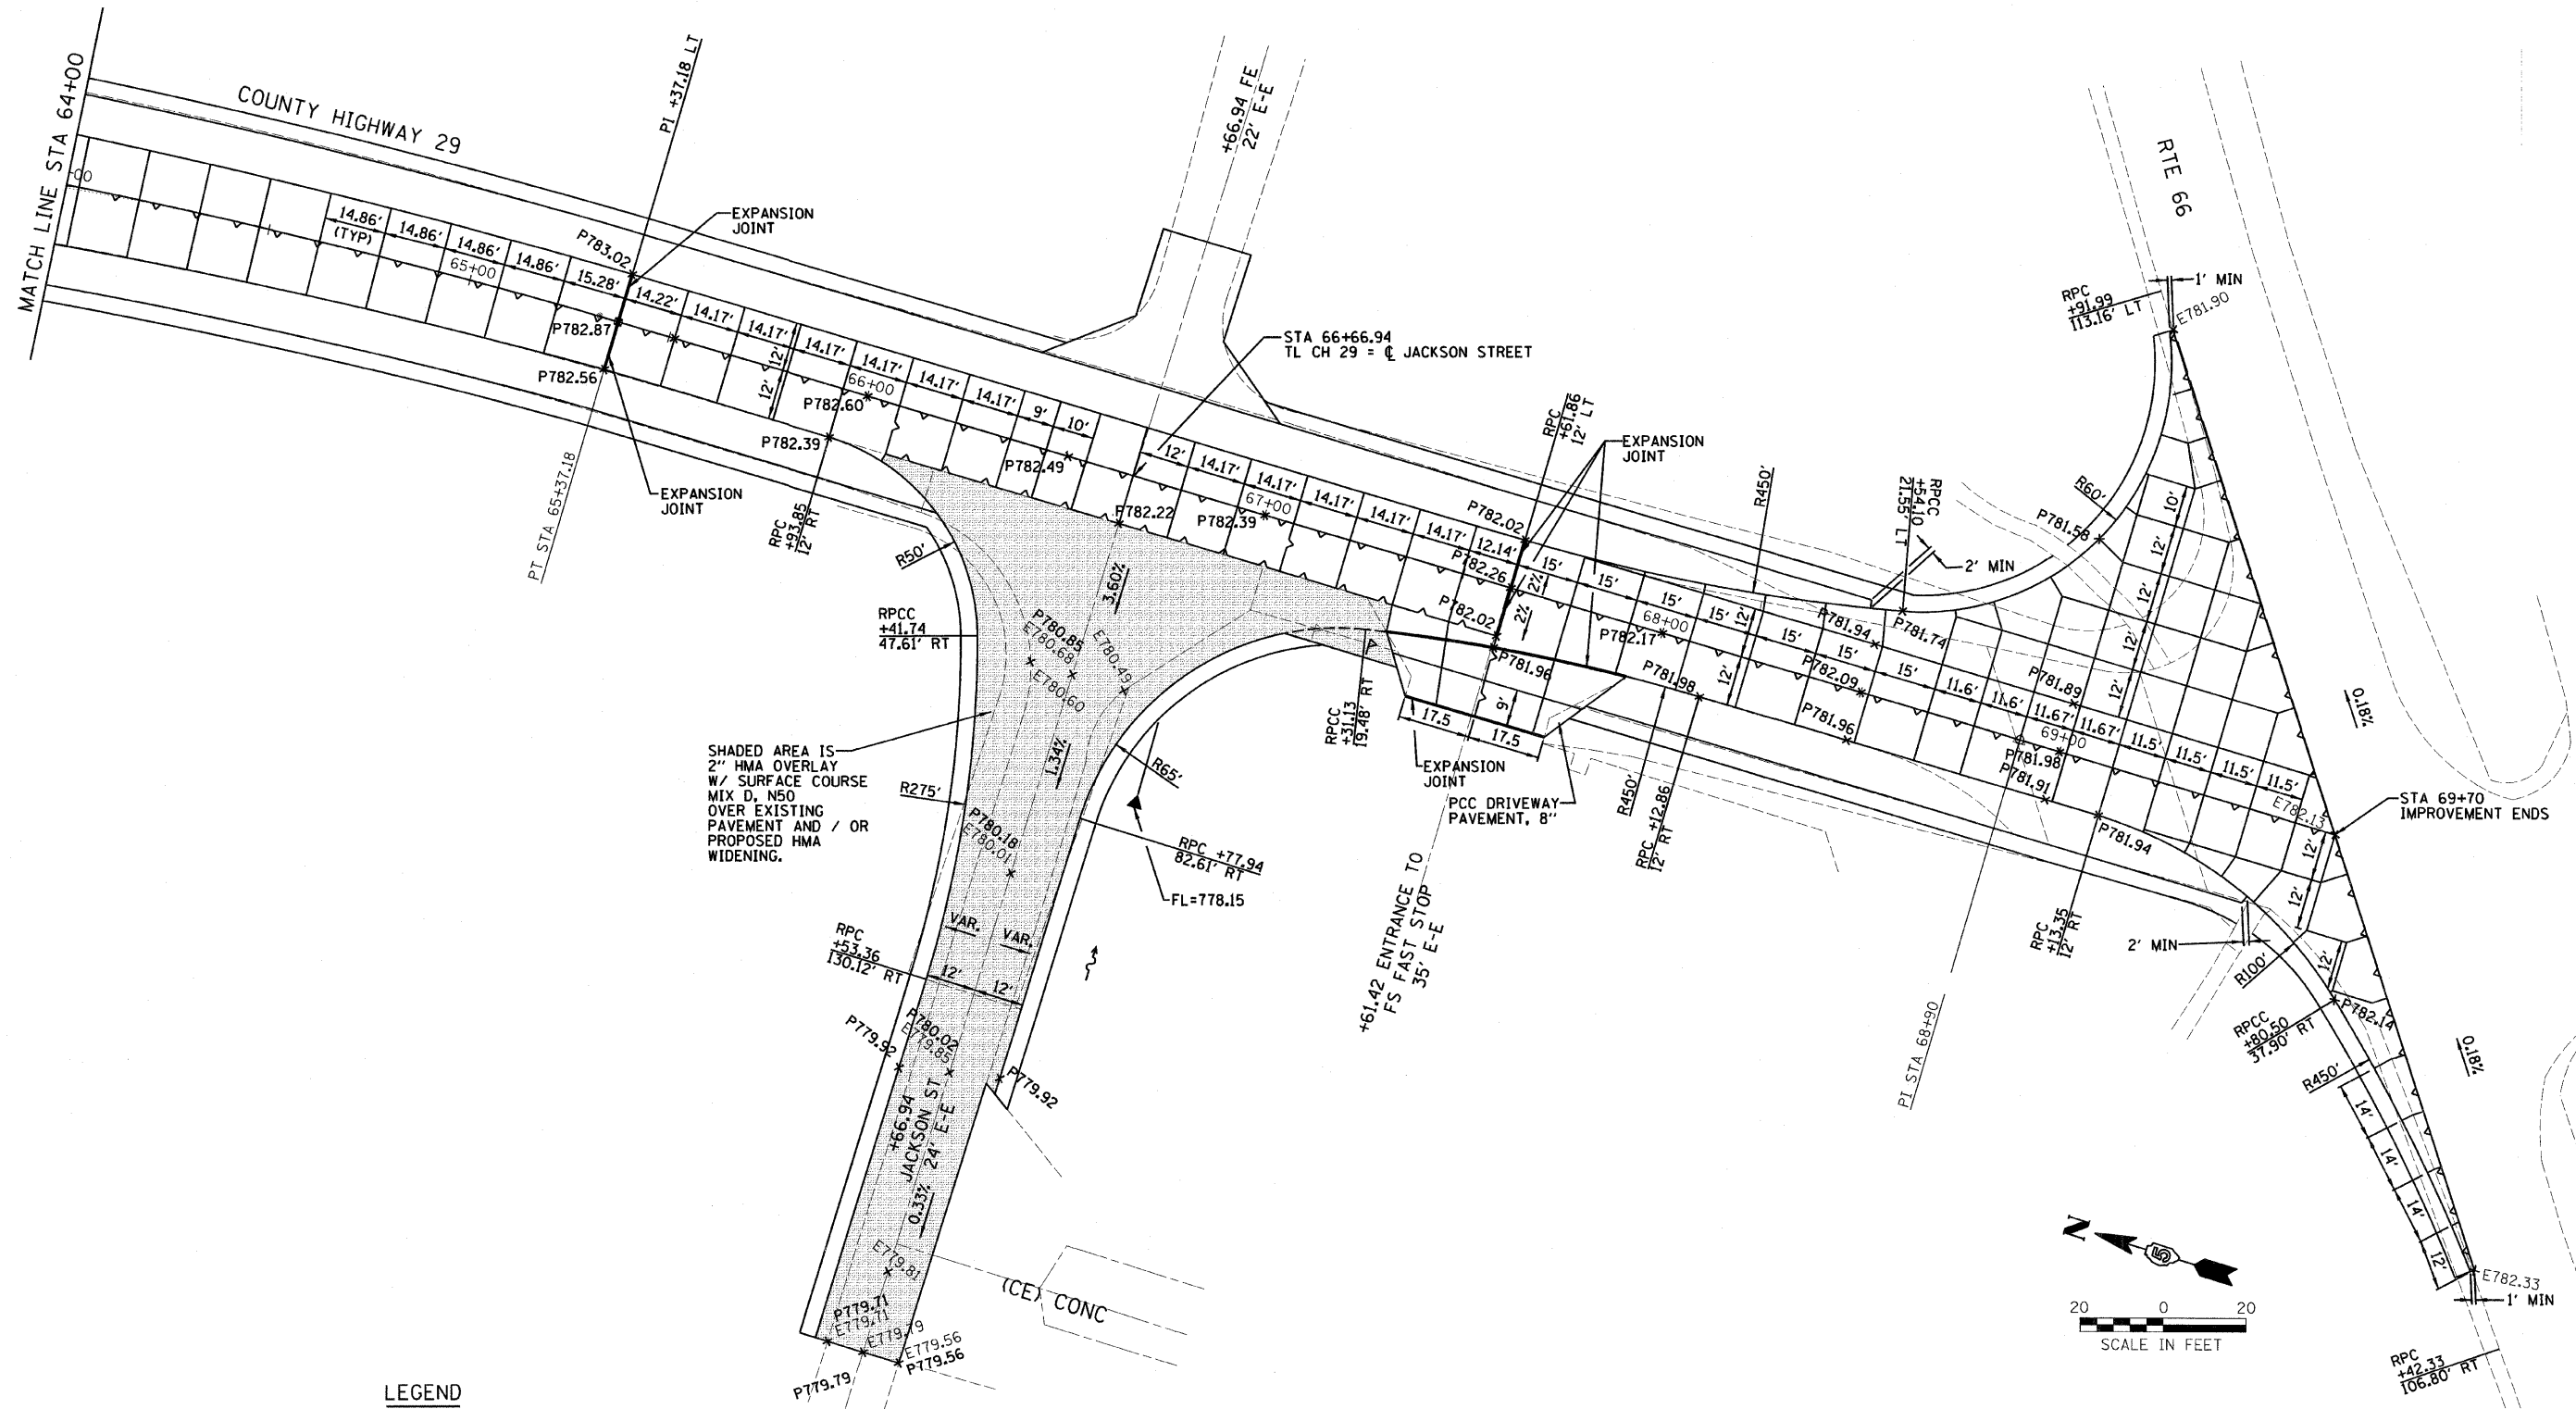 MATCH LINE STA 64+00
COUNTY HIGHWAY 29
-00
14.86'
(TYP)
14.86'
14.86'
14.86'
15.28'
65+00
P783.02
PI +37.18 LT
EXPANSION
JOINT
P782.87
P782.56
PT STA 65+37.18
EXPANSION
JOINT
14.22'
14.17'
14.17'
14.17'
14.17'
14.17'
14.17'
9'
10'
12'
12'
66+00
P782.60
P782.39
RPC
+93.85
12' RT
P782.49
+66.94 FE
22' E-E
STA 66+66.94
TL CH 29 = ℄ JACKSON STREET
12'
14.17'
14.17'
14.17'
14.17'
14.17'
12.14'
67+00
P782.22
P782.39
P782.02
RPC
+61.86
12' LT
EXPANSION
JOINT
P782.26
2%
2%
P782.02
P781.96
15'
15'
15'
15'
15'
15'
15'
11.6'
11.6'
11.67'
11.67'
11.5'
11.5'
11.5'
12'
12'
68+00
P782.17
P781.98
P781.94
P781.74
P782.09
P781.96
P781.89
69+00
P781.98
P781.91
P781.94
E782.13
R450'
RPCC
+54.10
21.55' LT
2' MIN
R60'
P781.58
10'
12'
12'
12'
12'
RTE 66
1' MIN
RPC
+91.99
113.16' LT
E781.90
0.18%
STA 69+70
IMPROVEMENT ENDS
12'
12'
12'
R50'
RPCC
+41.74
47.61' RT
3.60%
P780.85
E780.68
E780.49
E780.60
1.34%
SHADED AREA IS
2" HMA OVERLAY
W/ SURFACE COURSE
MIX D, N50
OVER EXISTING
PAVEMENT AND / OR
PROPOSED HMA
WIDENING.
R275'
P780.18
E780.01
R65'
RPC +77.94
82.61' RT
FL=778.15
RPCC
+31.13
19.48' RT
17.5
17.5
9'
EXPANSION
JOINT
PCC DRIVEWAY
PAVEMENT, 8"
+61.42 ENTRANCE TO
FS FAST STOP
35' E-E
R450'
RPC +12.86
12' RT
PI STA 68+90
RPC
+13.35
12' RT
2' MIN
R100'
RPCC
+80.50
37.90' RT
P782.14
R450'
0.18%
14'
14'
14'
12'
E782.33
1' MIN
RPC
+42.33
106.80' RT
RPC
+53.36
130.12' RT
VAR.
VAR.
12'
12'
P780.02
E779.85
P779.92
P779.92
+66.94
JACKSON ST
24' E-E
0.33%
E779.81
P779.71
E779.71
E779.79
E779.56
P779.56
P779.79
(CE) CONC
N
20 0 20
SCALE IN FEET
LEGEND